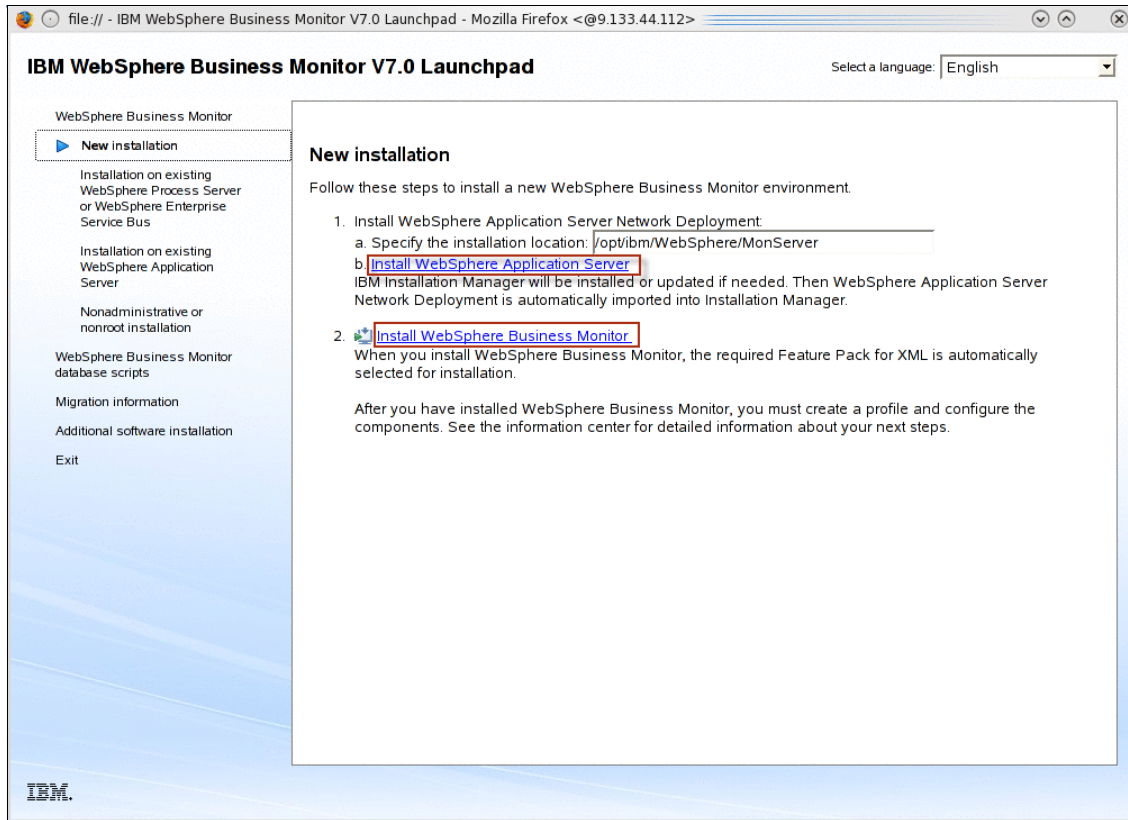 file:// - IBM WebSphere Business Monitor V7.0 Launchpad - Mozilla Firefox <@9.133.44.112>
IBM WebSphere Business Monitor V7.0 Launchpad
Select a language: English
WebSphere Business Monitor
New installation
Installation on existing
WebSphere Process Server
or WebSphere Enterprise
Service Bus
Installation on existing
WebSphere Application
Server
Nonadministrative or
nonroot installation
WebSphere Business Monitor
database scripts
Migration information
Additional software installation
Exit
New installation
Follow these steps to install a new WebSphere Business Monitor environment.
1. Install WebSphere Application Server Network Deployment:
a. Specify the installation location: /opt/ibm/WebSphere/MonServer
b. Install WebSphere Application Server
IBM Installation Manager will be installed or updated if needed. Then WebSphere Application Server
Network Deployment is automatically imported into Installation Manager.
2. Install WebSphere Business Monitor
When you install WebSphere Business Monitor, the required Feature Pack for XML is automatically
selected for installation.
After you have installed WebSphere Business Monitor, you must create a profile and configure the
components. See the information center for detailed information about your next steps.
IBM.